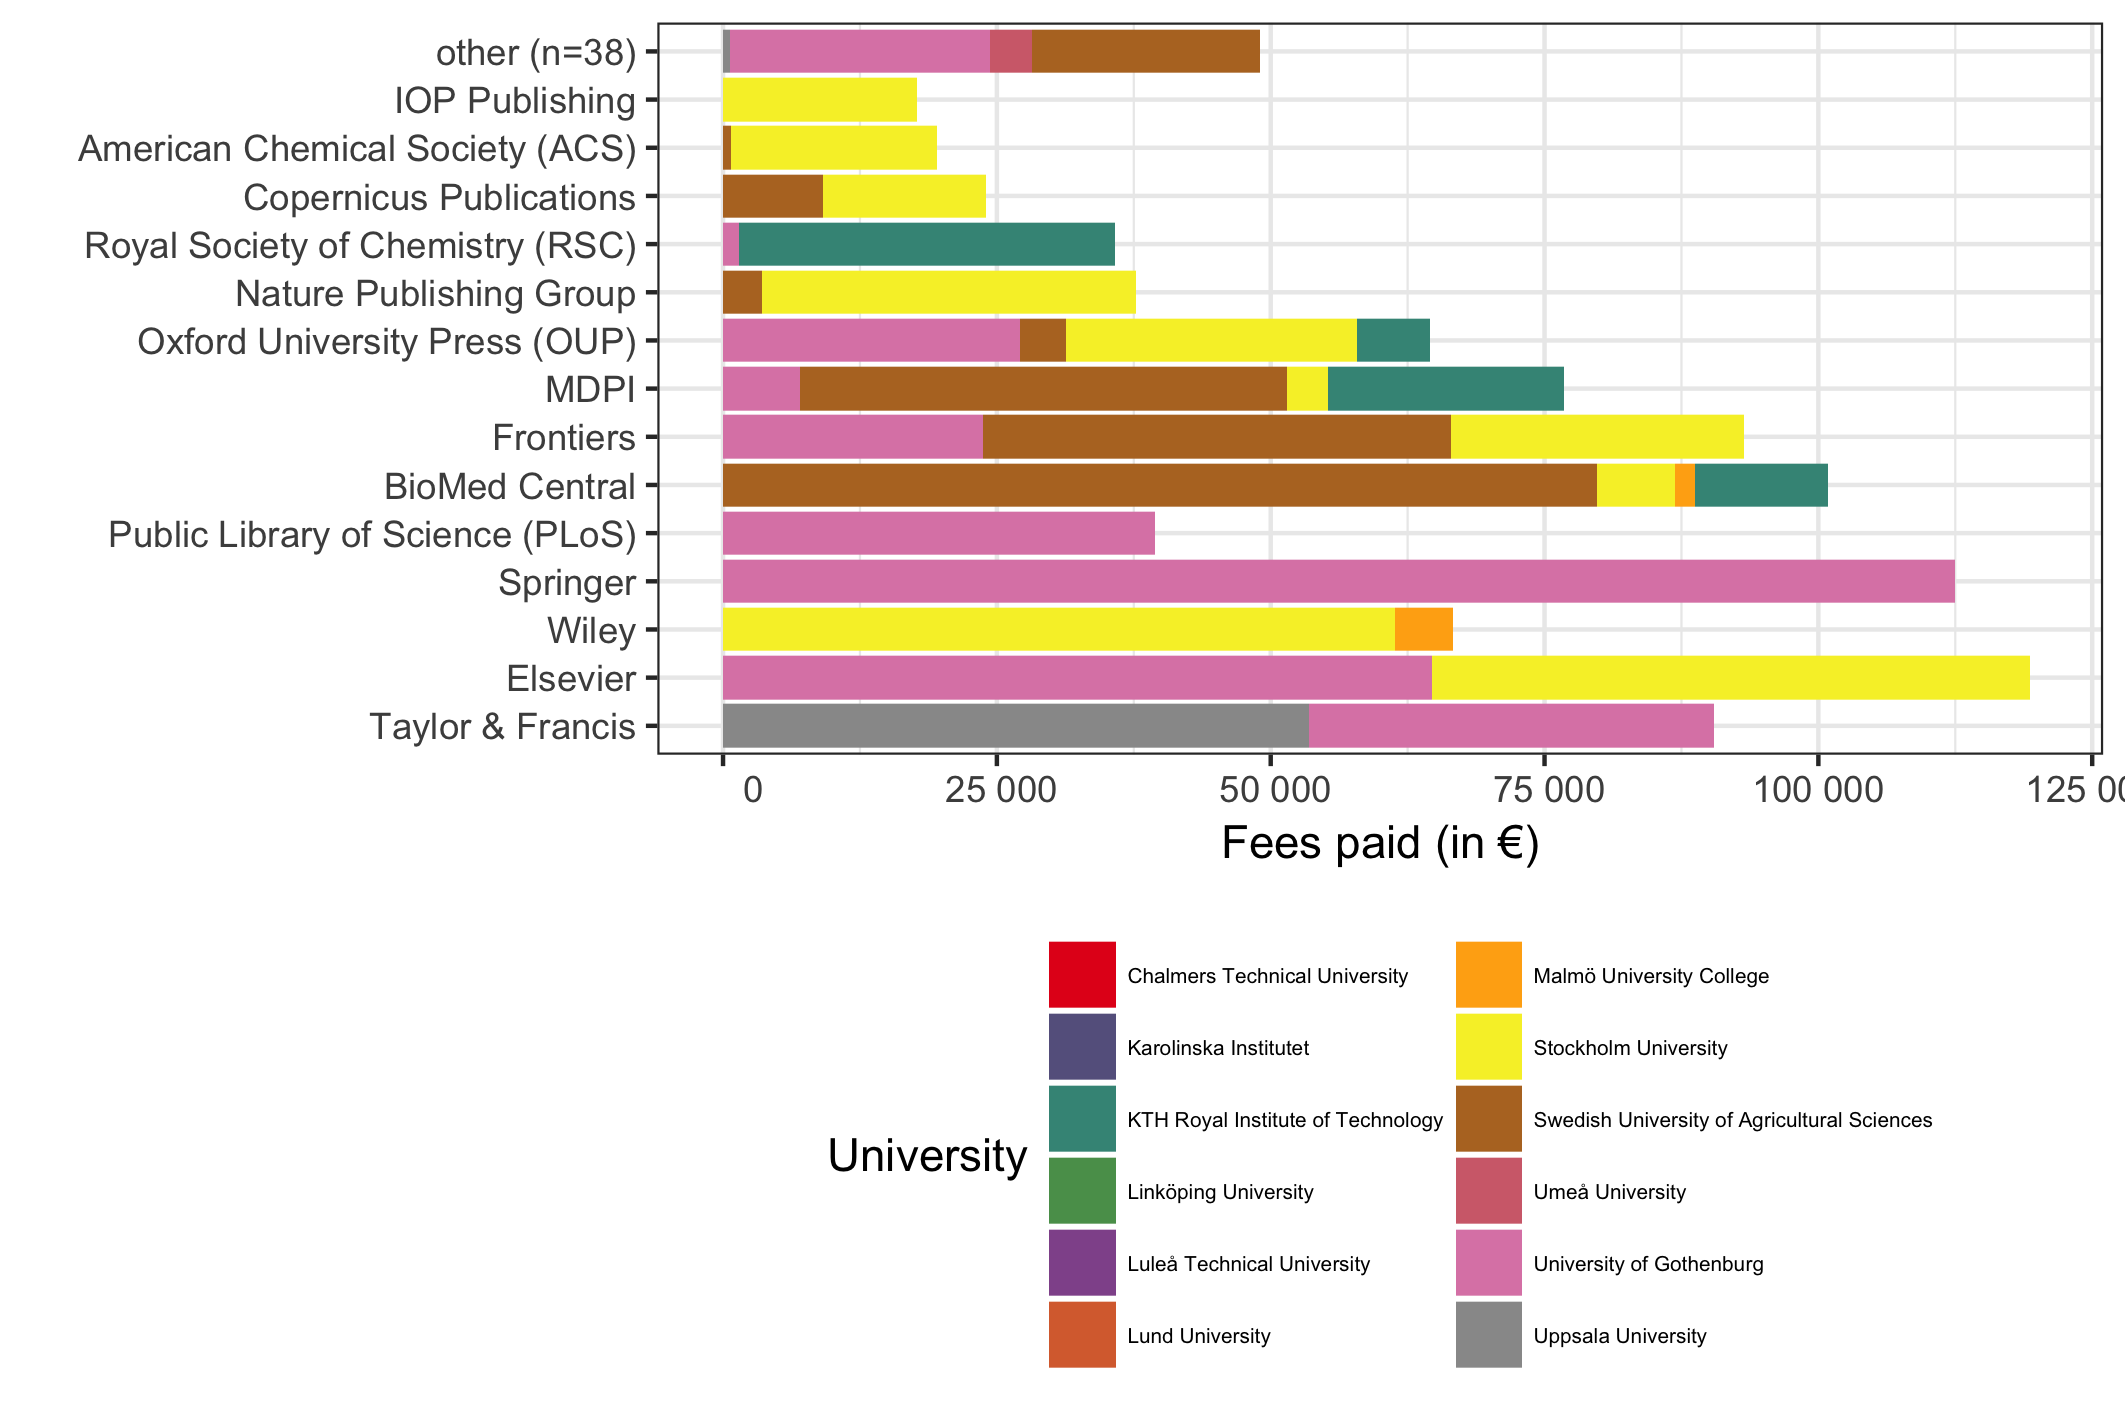 other (n=38)
IOP Publishing
American Chemical Society (ACS)
Copernicus Publications
Royal Society of Chemistry (RSC)
Nature Publishing Group
Oxford University Press (OUP)
MDPI
Frontiers
BioMed Central
Public Library of Science (PLoS)
Springer
Wiley
Elsevier
Taylor & Francis
0 25 000 50 000 75 000 100 000 125 00
Fees paid (in €)
University
Chalmers Technical University
Karolinska Institutet
KTH Royal Institute of Technology
Linköping University
Luleå Technical University
Lund University
Malmö University College
Stockholm University
Swedish University of Agricultural Sciences
Umeå University
University of Gothenburg
Uppsala University